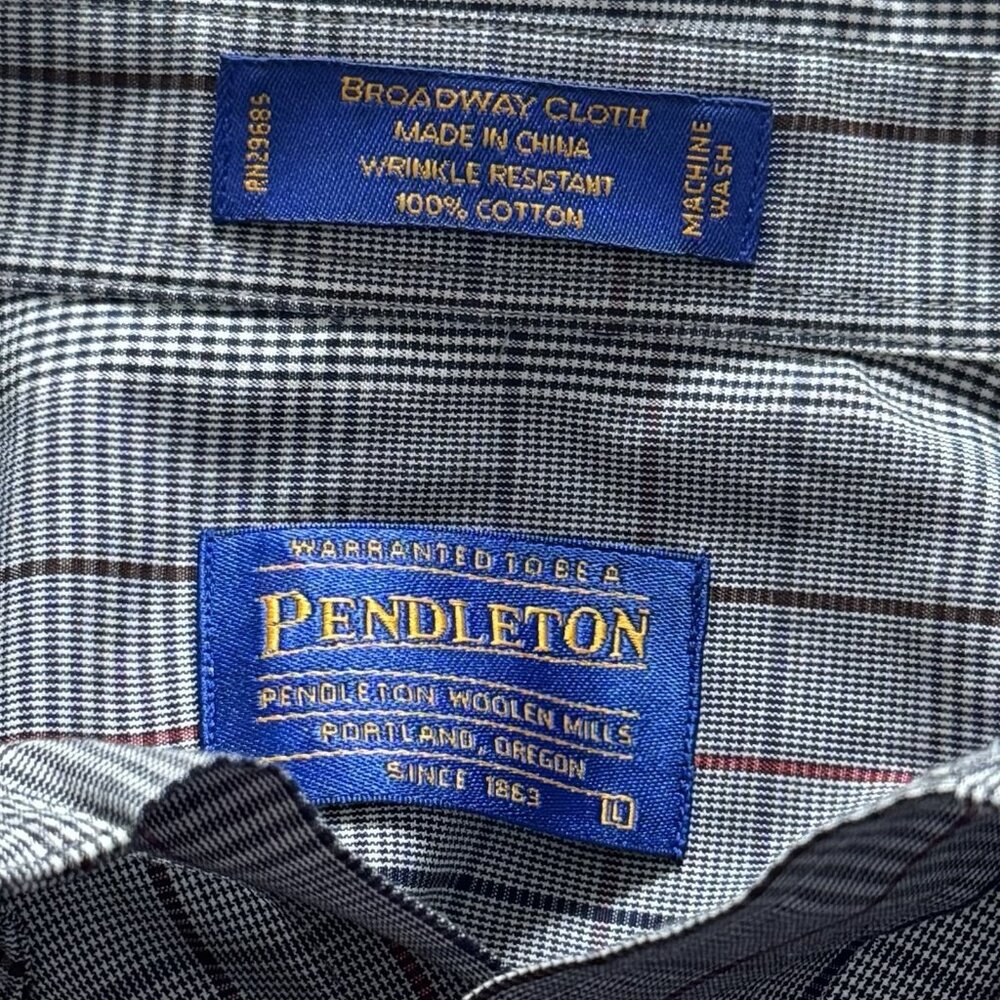 BROADWAY CLOTH
MADE IN CHINA
WRINKLE RESISTANT
100% COTTON
RN29685
MACHINE
WASH
WARRANTED TO BE A
PENDLETON
PENDLETON WOOLEN MILLS
PORTLAND, OREGON
SINCE 1863
L